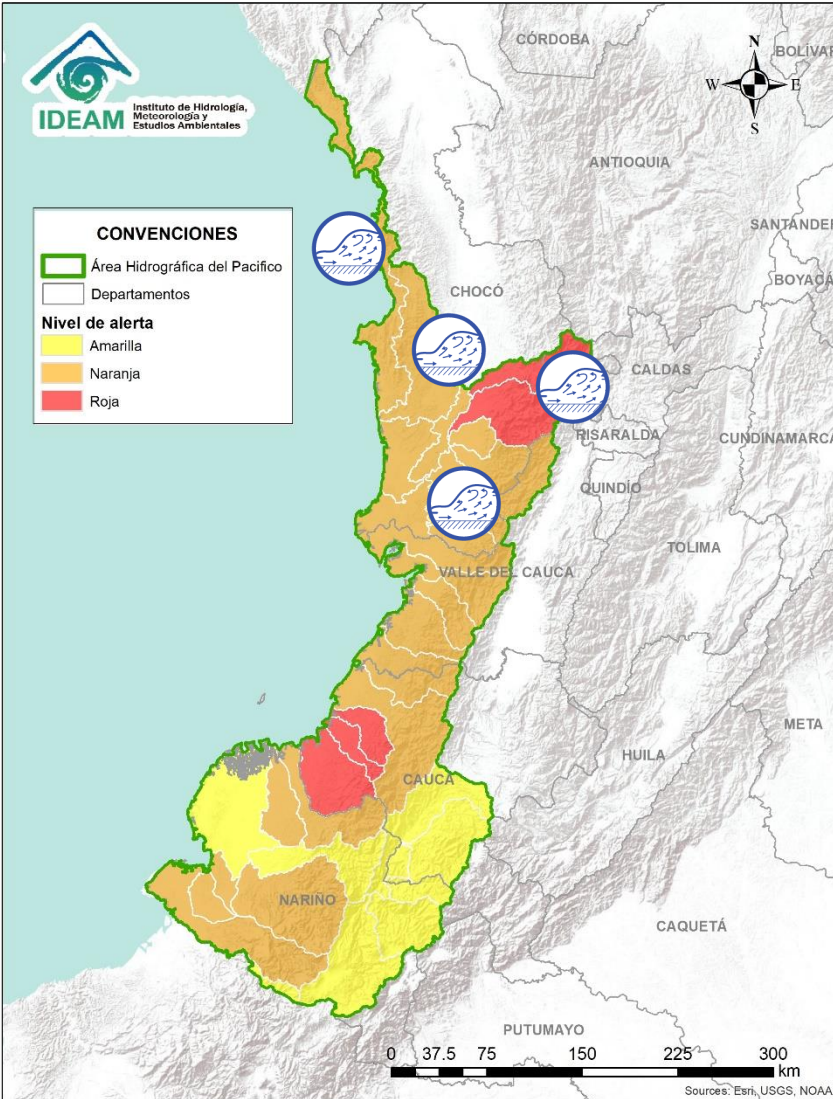 IDEAM
Instituto de Hidrología,
Meteorología y
Estudios Ambientales
CÓRDOBA
BOLÍVAR
N
W
E
S
ANTIOQUIA
SANTANDER
BOYACÁ
CONVENCIONES
Área Hidrográfica del Pacifico
Departamentos
Nivel de alerta
Amarilla
Naranja
Roja
CHOCÓ
CALDAS
RISARALDA
CUNDINAMARCA
QUINDÍO
TOLIMA
VALLE DEL CAUCA
META
HUILA
CAUCA
NARIÑO
CAQUETÁ
PUTUMAYO
0 37.5 75 150 225 300
km
Sources: Esri, USGS, NOAA